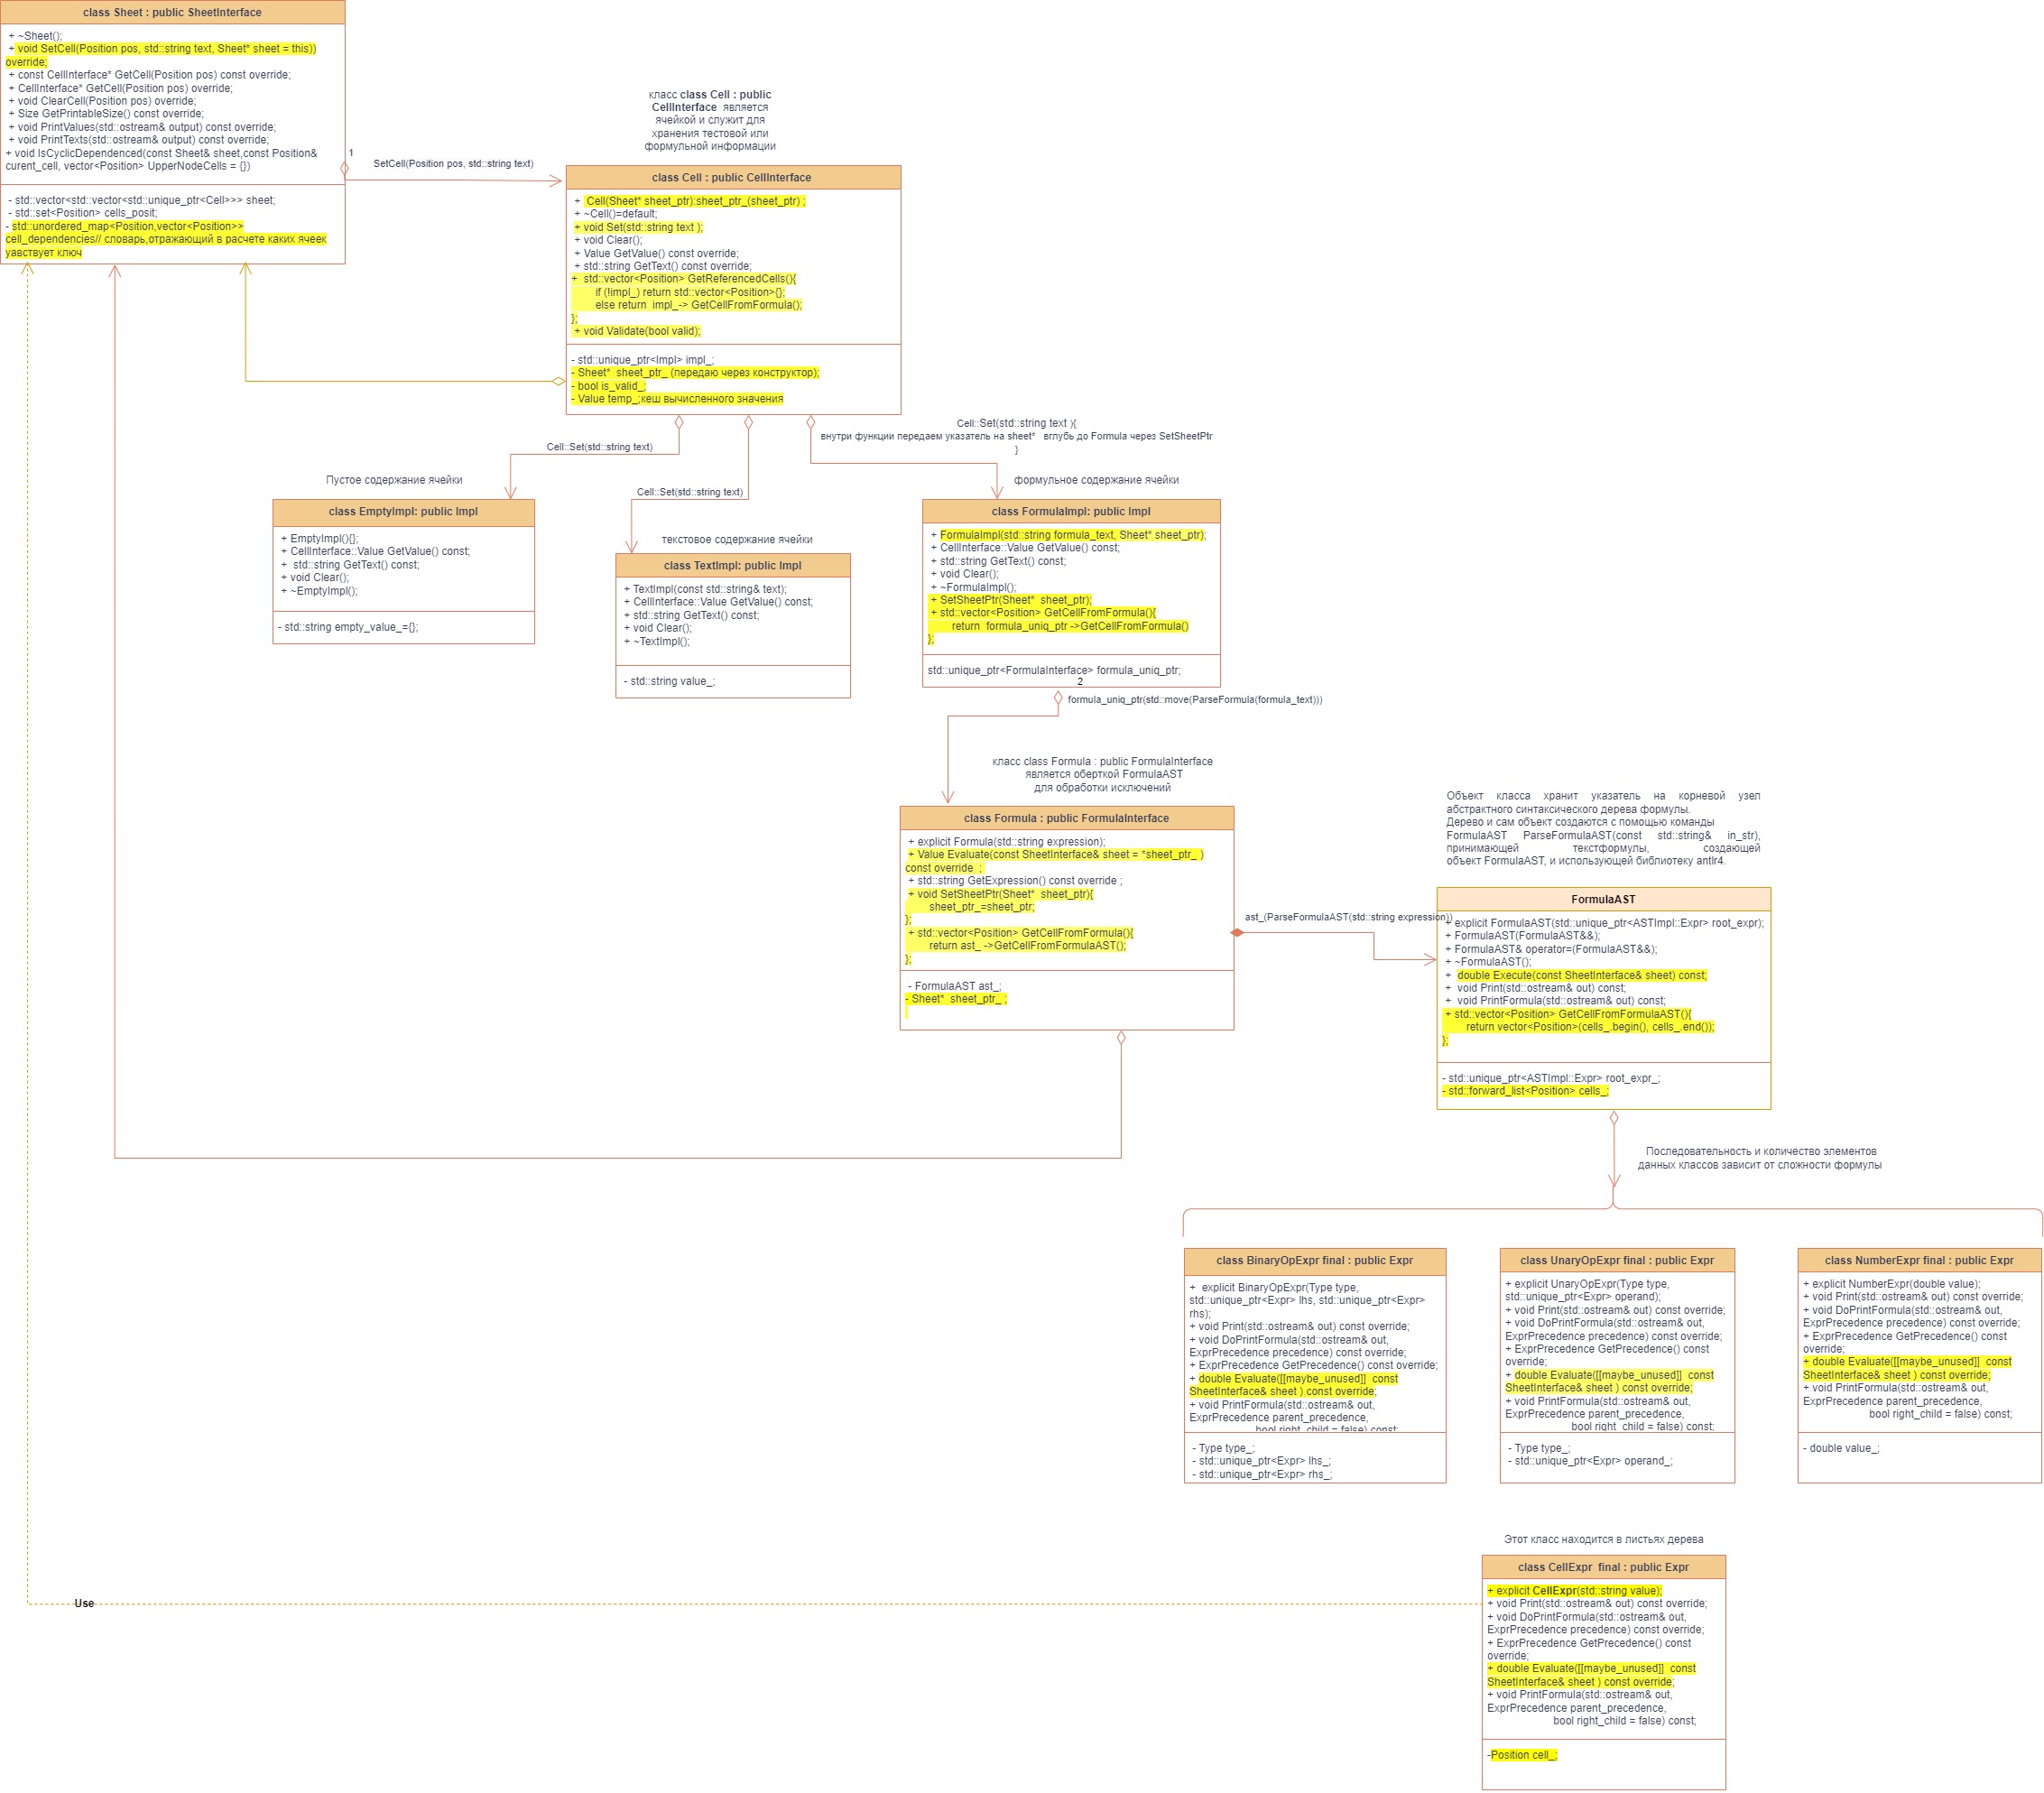 class Sheet : public SheetInterface
+ ~Sheet();
+ void SetCell(Position pos, std::string text, Sheet* sheet = this))
override;
+ const CellInterface* GetCell(Position pos) const override;
+ CellInterface* GetCell(Position pos) override;
+ void ClearCell(Position pos) override;
+ Size GetPrintableSize() const override;
+ void PrintValues(std::ostream& output) const override;
+ void PrintTexts(std::ostream& output) const override;
+ void IsCyclicDependenced(const Sheet& sheet,const Position&
curent_cell, vector<Position> UpperNodeCells = {})
- std::vector<std::vector<std::unique_ptr<Cell>>> sheet;
- std::set<Position> cells_posit;
- std::unordered_map<Position,vector<Position>>
cell_dependencies// словарь,отражающий в расчете каких ячеек
уавствует ключ
1
SetCell(Position pos, std::string text)
класс class Cell : public
CellInterface является
ячейкой и служит для
хранения тестовой или
формульной информации
class Cell : public CellInterface
+ Cell(Sheet* sheet_ptr):sheet_ptr_(sheet_ptr) ;
+ ~Cell()=default;
+ void Set(std::string text );
+ void Clear();
+ Value GetValue() const override;
+ std::string GetText() const override;
+ std::vector<Position> GetReferencedCells(){
if (!impl_) return std::vector<Position>{};
else return impl_-> GetCellFromFormula();
};
+ void Validate(bool valid);
- std::unique_ptr<Impl> impl_;
- Sheet* sheet_ptr_ (передаю через конструктор);
- bool is_valid_;
- Value temp_;кеш вычисленного значения
Cell::Set(std::string text)
Cell::Set(std::string text)
Cell::Set(std::string text ){
внутри функции передаем указатель на sheet* вглубь до Formula через SetSheetPtr
}
Пустое содержание ячейки
class EmptyImpl: public Impl
+ EmptyImpl(){};
+ CellInterface::Value GetValue() const;
+ std::string GetText() const;
+ void Clear();
+ ~EmptyImpl();
- std::string empty_value_={};
текстовое содержание ячейки
class TextImpl: public Impl
+ TextImpl(const std::string& text);
+ CellInterface::Value GetValue() const;
+ std::string GetText() const;
+ void Clear();
+ ~TextImpl();
- std::string value_;
формульное содержание ячейки
class FormulaImpl: public Impl
+ FormulaImpl(std::string formula_text, Sheet* sheet_ptr);
+ CellInterface::Value GetValue() const;
+ std::string GetText() const;
+ void Clear();
+ ~FormulaImpl();
+ SetSheetPtr(Sheet* sheet_ptr);
+ std::vector<Position> GetCellFromFormula(){
return formula_uniq_ptr ->GetCellFromFormula()
};
std::unique_ptr<FormulaInterface> formula_uniq_ptr;
2
formula_uniq_ptr(std::move(ParseFormula(formula_text)))
класс class Formula : public FormulaInterface
является оберткой FormulaAST
для обработки исключений
class Formula : public FormulaInterface
+ explicit Formula(std::string expression);
+ Value Evaluate(const SheetInterface& sheet = *sheet_ptr_ )
const override ;
+ std::string GetExpression() const override ;
+ void SetSheetPtr(Sheet* sheet_ptr){
sheet_ptr_=sheet_ptr;
};
+ std::vector<Position> GetCellFromFormula(){
return ast_ ->GetCellFromFormulaAST();
};
- FormulaAST ast_;
- Sheet* sheet_ptr_ ;
ast_(ParseFormulaAST(std::string expression))
Объект класса хранит указатель на корневой узел
абстрактного синтаксического дерева формулы.
Дерево и сам объект создаются с помощью команды
FormulaAST ParseFormulaAST(const std::string& in_str),
принимающей текстформулы, создающей
объект FormulaAST, и использующей библиотеку antlr4.
FormulaAST
+ explicit FormulaAST(std::unique_ptr<ASTImpl::Expr> root_expr);
+ FormulaAST(FormulaAST&&);
+ FormulaAST& operator=(FormulaAST&&);
+ ~FormulaAST();
+ double Execute(const SheetInterface& sheet) const;
+ void Print(std::ostream& out) const;
+ void PrintFormula(std::ostream& out) const;
+ std::vector<Position> GetCellFromFormulaAST(){
return vector<Position>(cells_.begin(), cells_.end());
};
- std::unique_ptr<ASTImpl::Expr> root_expr_;
- std::forward_list<Position> cells_;
Последовательность и количество элементов
данных классов зависит от сложности формулы
class BinaryOpExpr final : public Expr
+ explicit BinaryOpExpr(Type type,
std::unique_ptr<Expr> lhs, std::unique_ptr<Expr>
rhs);
+ void Print(std::ostream& out) const override;
+ void DoPrintFormula(std::ostream& out,
ExprPrecedence precedence) const override;
+ ExprPrecedence GetPrecedence() const override;
+ double Evaluate([[maybe_unused]] const
SheetInterface& sheet ) const override;
+ void PrintFormula(std::ostream& out,
ExprPrecedence parent_precedence,
bool right_child = false) const;
- Type type_;
- std::unique_ptr<Expr> lhs_;
- std::unique_ptr<Expr> rhs_;
class UnaryOpExpr final : public Expr
+ explicit UnaryOpExpr(Type type,
std::unique_ptr<Expr> operand);
+ void Print(std::ostream& out) const override;
+ void DoPrintFormula(std::ostream& out,
ExprPrecedence precedence) const override;
+ ExprPrecedence GetPrecedence() const
override;
+ double Evaluate([[maybe_unused]] const
SheetInterface& sheet ) const override;
+ void PrintFormula(std::ostream& out,
ExprPrecedence parent_precedence,
bool right_child = false) const;
- Type type_;
- std::unique_ptr<Expr> operand_;
class NumberExpr final : public Expr
+ explicit NumberExpr(double value);
+ void Print(std::ostream& out) const override;
+ void DoPrintFormula(std::ostream& out,
ExprPrecedence precedence) const override;
+ ExprPrecedence GetPrecedence() const
override;
+ double Evaluate([[maybe_unused]] const
SheetInterface& sheet ) const override;
+ void PrintFormula(std::ostream& out,
ExprPrecedence parent_precedence,
bool right_child = false) const;
- double value_;
Этот класс находится в листьях дерева
class CellExpr final : public Expr
+ explicit CellExpr(std::string value);
+ void Print(std::ostream& out) const override;
+ void DoPrintFormula(std::ostream& out,
ExprPrecedence precedence) const override;
+ ExprPrecedence GetPrecedence() const
override;
+ double Evaluate([[maybe_unused]] const
SheetInterface& sheet ) const override;
+ void PrintFormula(std::ostream& out,
ExprPrecedence parent_precedence,
bool right_child = false) const;
-Position cell_;
Use